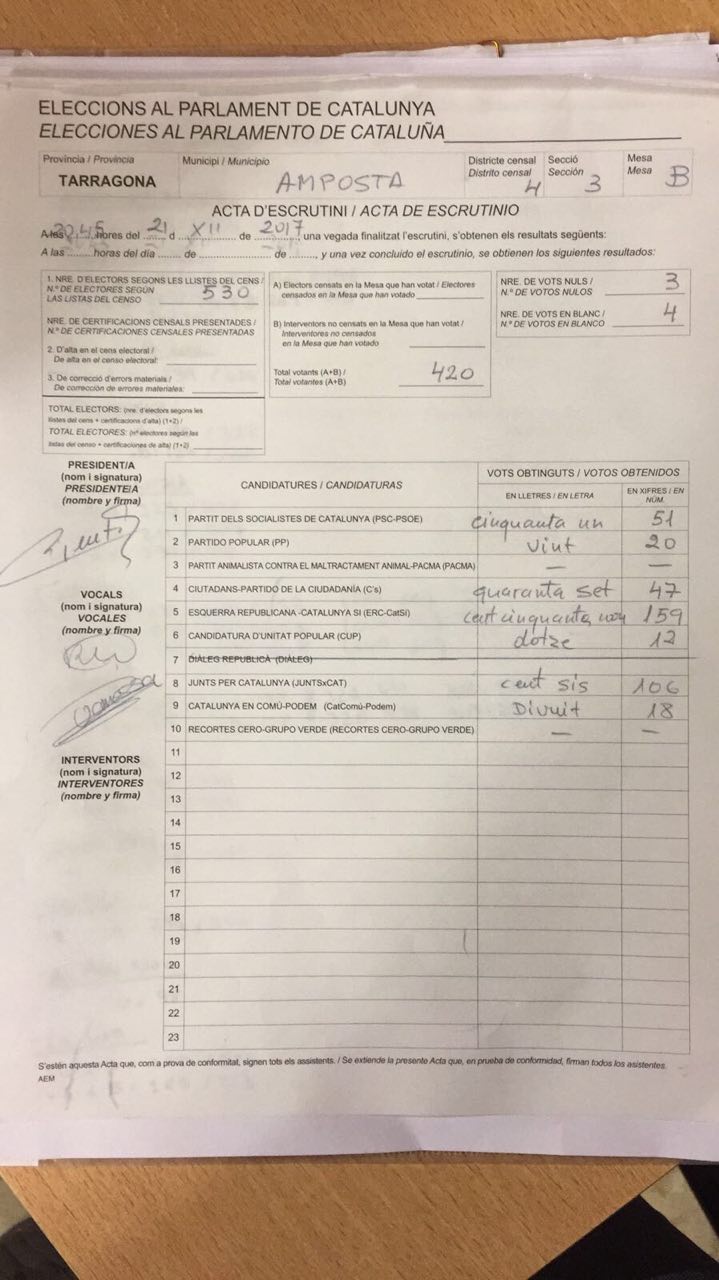 ELECCIONS AL PARLAMENT DE CATALUNYA
ELECCIONES AL PARLAMENTO DE CATALUÑA
Provincia / Provincia Municipi / Municipio Districte censal Secció Mesa
Distrito censal Sección Mesa
TARRAGONA AMPOSTA 4 3 B
ACTA D'ESCRUTINI / ACTA DE ESCRUTINIO
A les 20,45 hores del 21 d XII de 2017, una vegada finalitzat l'escrutini, s'obtenen els resultats següents:
A las ........ horas del día ...... de ............... de ........, y una vez concluido el escrutinio, se obtienen los siguientes resultados:
1. NRE. D'ELECTORS SEGONS LES LLISTES DEL CENS /
N.º DE ELECTORES SEGÚN
LAS LISTAS DEL CENSO 530
NRE. DE CERTIFICACIONS CENSALS PRESENTADES /
N.º DE CERTIFICACIONES CENSALES PRESENTADAS
2. D'alta en el cens electoral /
De alta en el censo electoral:
3. De correcció d'errors materials /
De corrección de errores materiales:
TOTAL ELECTORS: (nre. d'electors segons les
llistes del cens + certificacions d'alta) (1+2) /
TOTAL ELECTORES: (nº electores según las
listas del censo + certificaciones de alta) (1+2)
A) Electors censats en la Mesa que han votat / Electores
censados en la Mesa que han votado
B) Interventors no censats en la Mesa que han votat /
Interventores no censados
en la Mesa que han votado
Total votants (A+B) /
Total votantes (A+B) 420
NRE. DE VOTS NULS /
N.º DE VOTOS NULOS 3
NRE. DE VOTS EN BLANC /
N.º DE VOTOS EN BLANCO 4
PRESIDENT/A
(nom i signatura)
PRESIDENTE/A
(nombre y firma)
VOCALS
(nom i signatura)
VOCALES
(nombre y firma)
INTERVENTORS
(nom i signatura)
INTERVENTORES
(nombre y firma)
CANDIDATURES / CANDIDATURAS VOTS OBTINGUTS / VOTOS OBTENIDOS
EN LLETRES / EN LETRA EN XIFRES / EN NÚM.
1 PARTIT DELS SOCIALISTES DE CATALUNYA (PSC-PSOE) cinquanta un 51
2 PARTIDO POPULAR (PP) Vint 20
3 PARTIT ANIMALISTA CONTRA EL MALTRACTAMENT ANIMAL-PACMA (PACMA) — —
4 CIUTADANS-PARTIDO DE LA CIUDADANÍA (C's) quaranta set 47
5 ESQUERRA REPUBLICANA -CATALUNYA SI (ERC-CatSí) cent cinquanta nou 159
6 CANDIDATURA D'UNITAT POPULAR (CUP) dotze 12
7 DIÀLEG REPUBLICÀ (DIÀLEG)
8 JUNTS PER CATALUNYA (JUNTSxCAT) cent sis 106
9 CATALUNYA EN COMÚ-PODEM (CatComú-Podem) Divuit 18
10 RECORTES CERO-GRUPO VERDE (RECORTES CERO-GRUPO VERDE) — —
11
12
13
14
15
16
17
18
19
20
21
22
23
S'estén aquesta Acta que, com a prova de conformitat, signen tots els assistents. / Se extiende la presente Acta que, en prueba de conformidad, firman todos los asistentes.
AEM